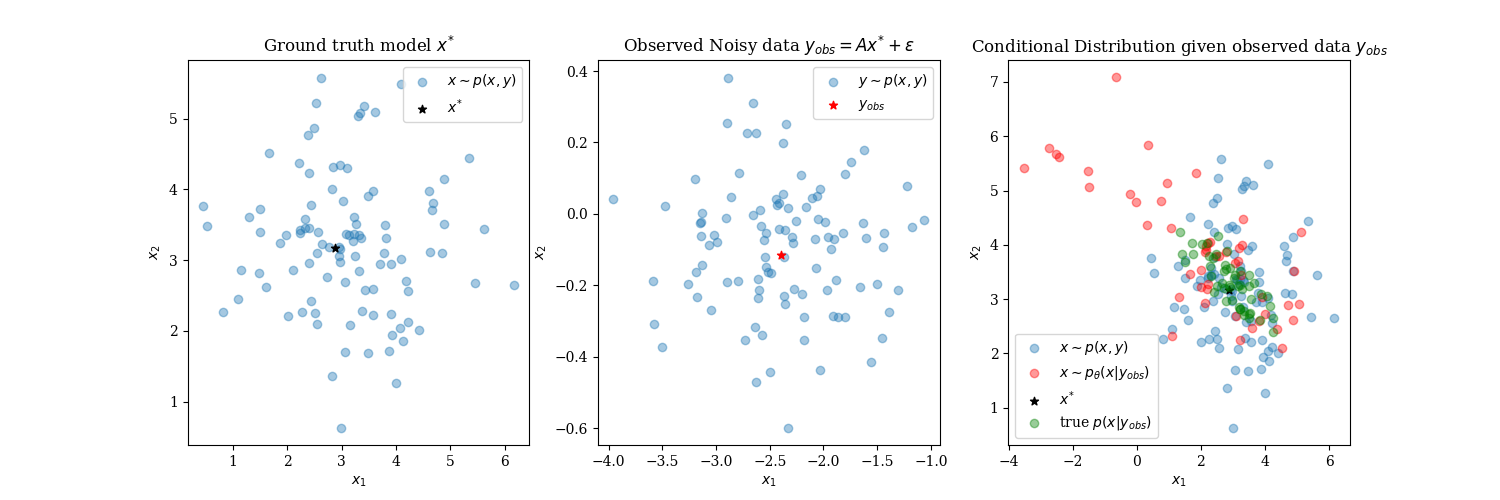 Ground truth model $x^*$
$x \sim p(x, y)$
$x^*$
5
4
3
2
1
$x_2$
1 2 3 4 5 6
$x_1$
Observed Noisy data $y_{obs} = Ax^* + \varepsilon$
$y \sim p(x, y)$
$y_{obs}$
0.4
0.2
0.0
−0.2
−0.4
−0.6
$x_2$
−4.0 −3.5 −3.0 −2.5 −2.0 −1.5 −1.0
$x_1$
Conditional Distribution given observed data $y_{obs}$
7
6
5
4
3
2
1
$x_2$
$x \sim p(x, y)$
$x \sim p_\theta(x|y_{obs})$
$x^*$
true $p(x|y_{obs})$
−4 −2 0 2 4 6
$x_1$